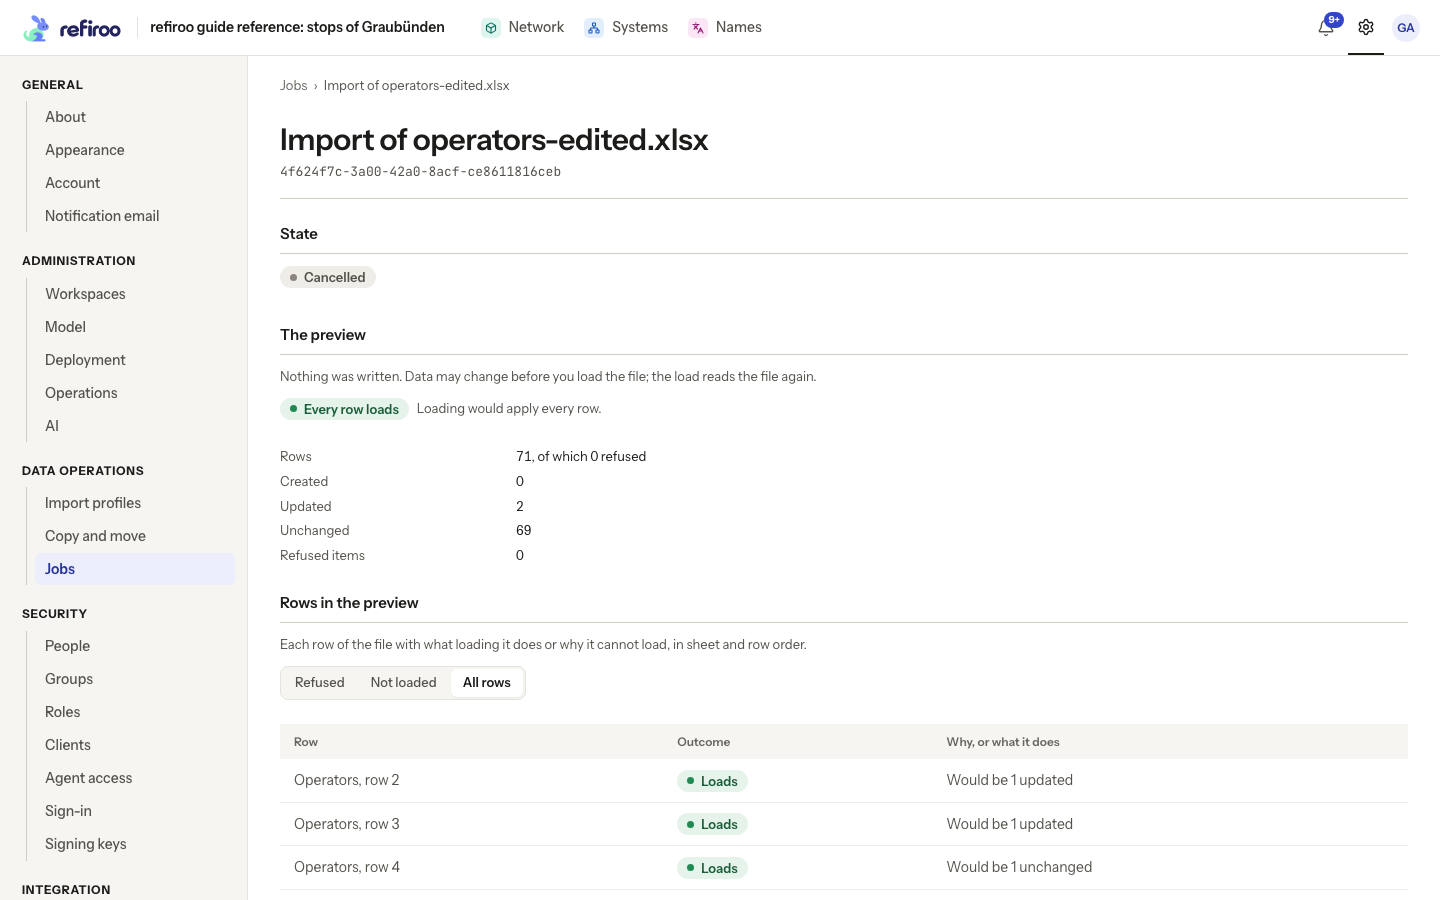 refiroo
refiroo guide reference: stops of Graubünden
Network
Systems
Names
9+
GA
GENERAL
About
Appearance
Account
Notification email
ADMINISTRATION
Workspaces
Model
Deployment
Operations
AI
DATA OPERATIONS
Import profiles
Copy and move
Jobs
SECURITY
People
Groups
Roles
Clients
Agent access
Sign-in
Signing keys
INTEGRATION
Jobs › Import of operators-edited.xlsx
Import of operators-edited.xlsx
4f624f7c-3a00-42a0-8acf-ce8611816ceb
State
Cancelled
The preview
Nothing was written. Data may change before you load the file; the load reads the file again.
Every row loads Loading would apply every row.
Rows 71, of which 0 refused
Created 0
Updated 2
Unchanged 69
Refused items 0
Rows in the preview
Each row of the file with what loading it does or why it cannot load, in sheet and row order.
Refused Not loaded All rows
Row Outcome Why, or what it does
Operators, row 2 Loads Would be 1 updated
Operators, row 3 Loads Would be 1 updated
Operators, row 4 Loads Would be 1 unchanged